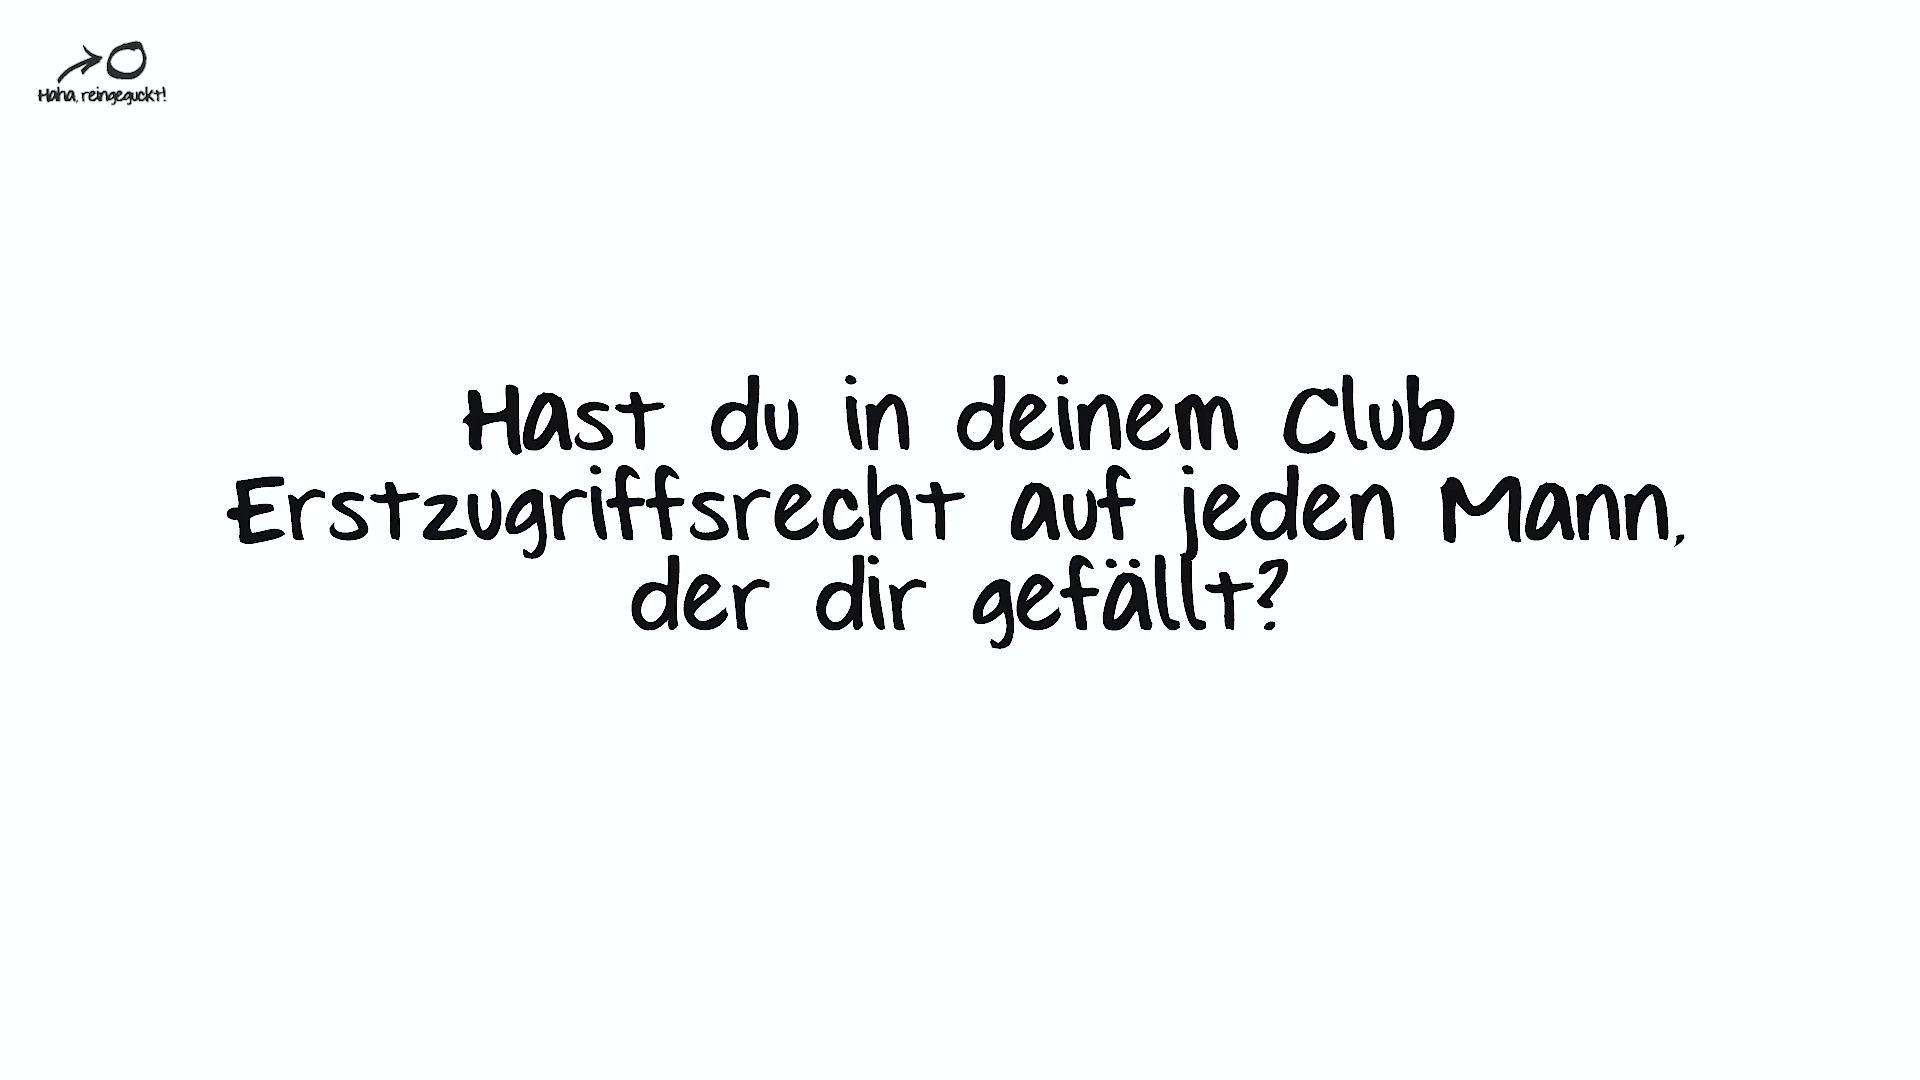 Haha, reingeguckt!
Hast du in deinem Club
Erstzugriffsrecht auf jeden Mann,
der dir gefällt?